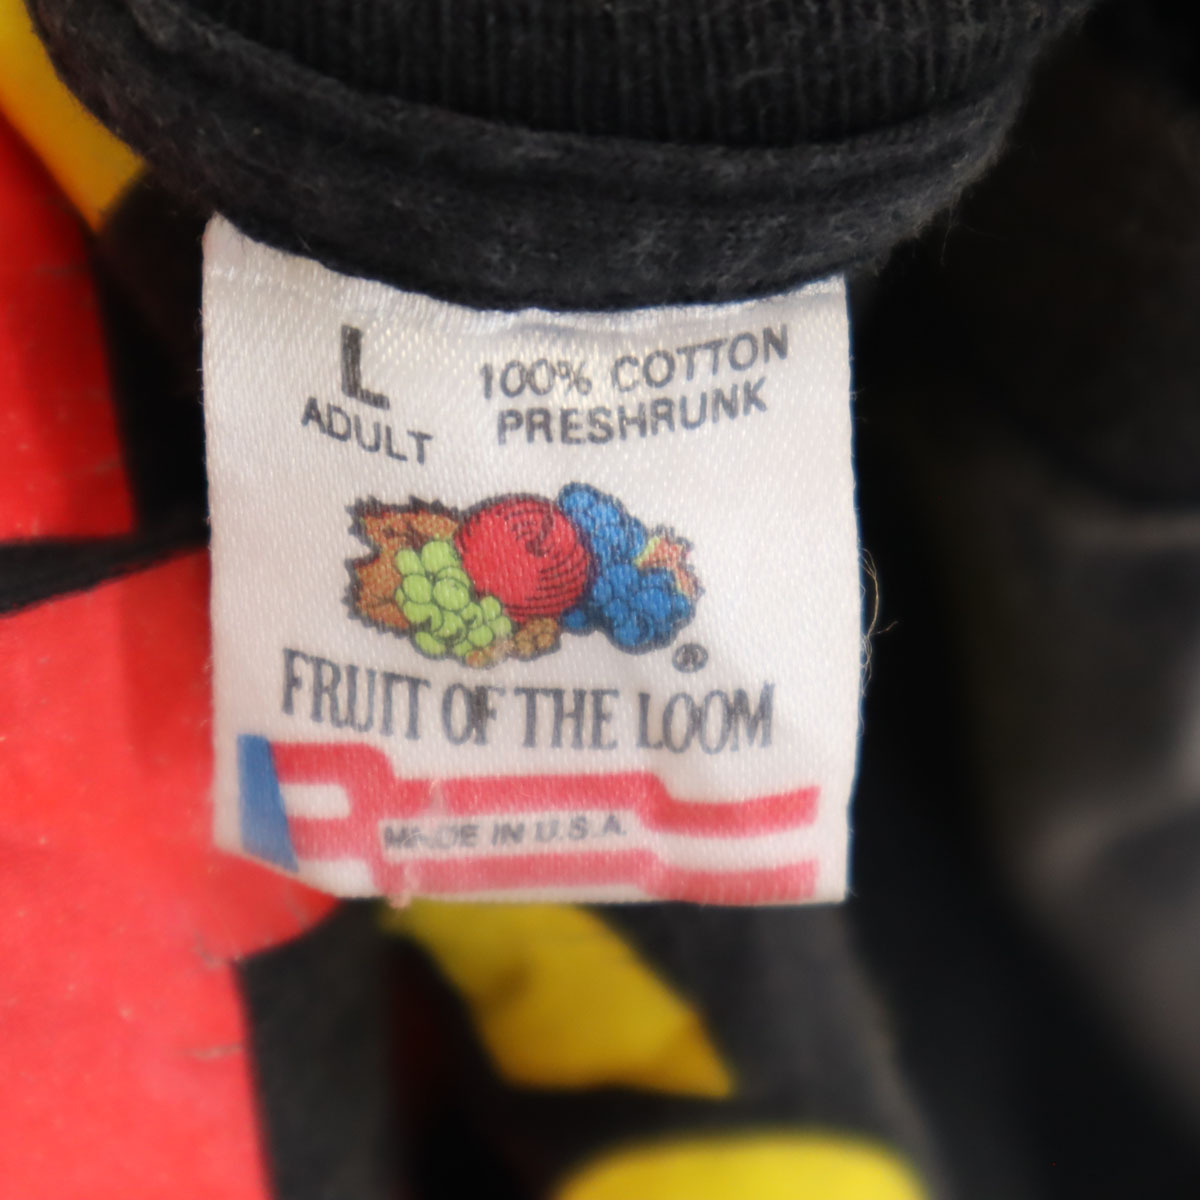 L
ADULT
100% COTTON
PRESHRUNK
®
FRUIT OF THE LOOM
MADE IN U.S.A.